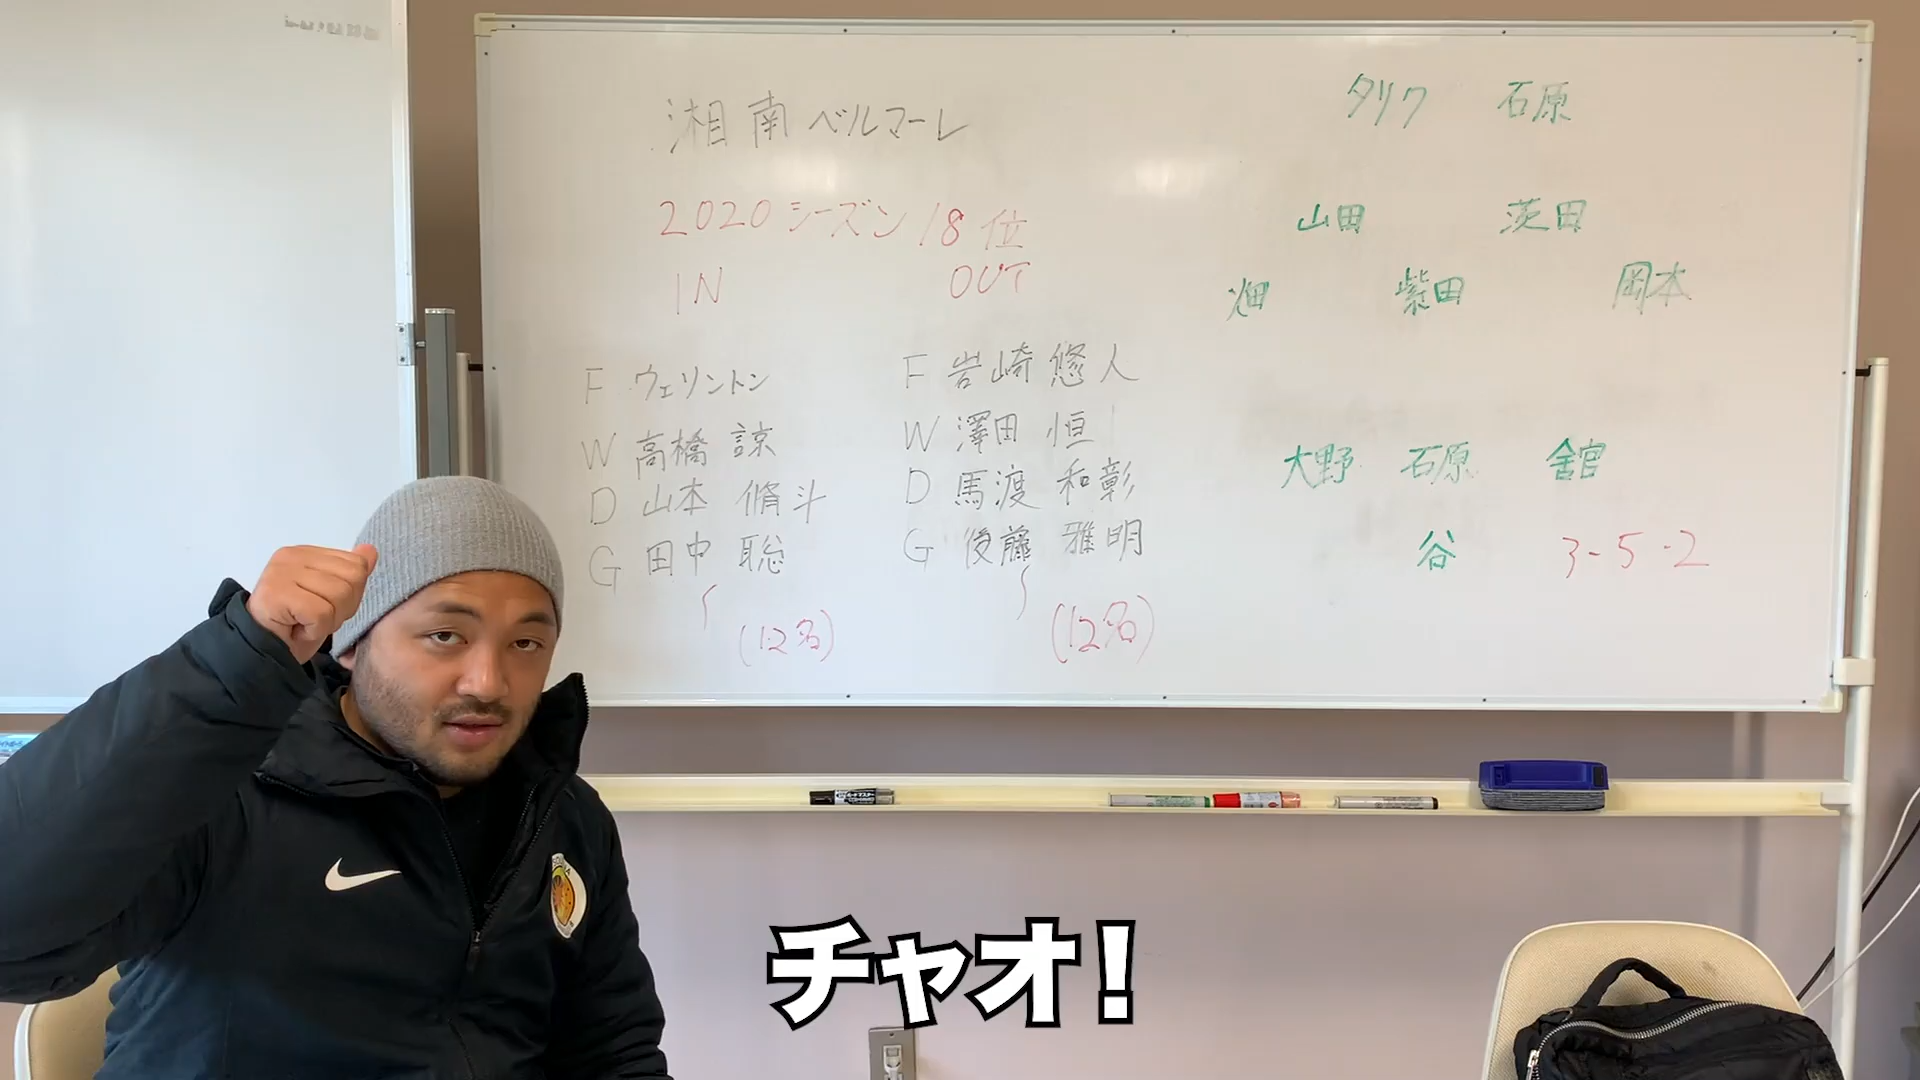 湘南ベルマーレ
2020シーズン18位
IN
OUT
F ウェリントン
W 高橋 諒
D 山本 脩斗
G 田中 聡
(12名)
F 岩崎 悠人
W 澤田 恒
D 馬渡 和彰
G 後藤 雅明
(12名)
タリク 石原
山田 茨田
畑 柴田 岡本
大野 石原 舘
谷 3-5-2
チャオ!